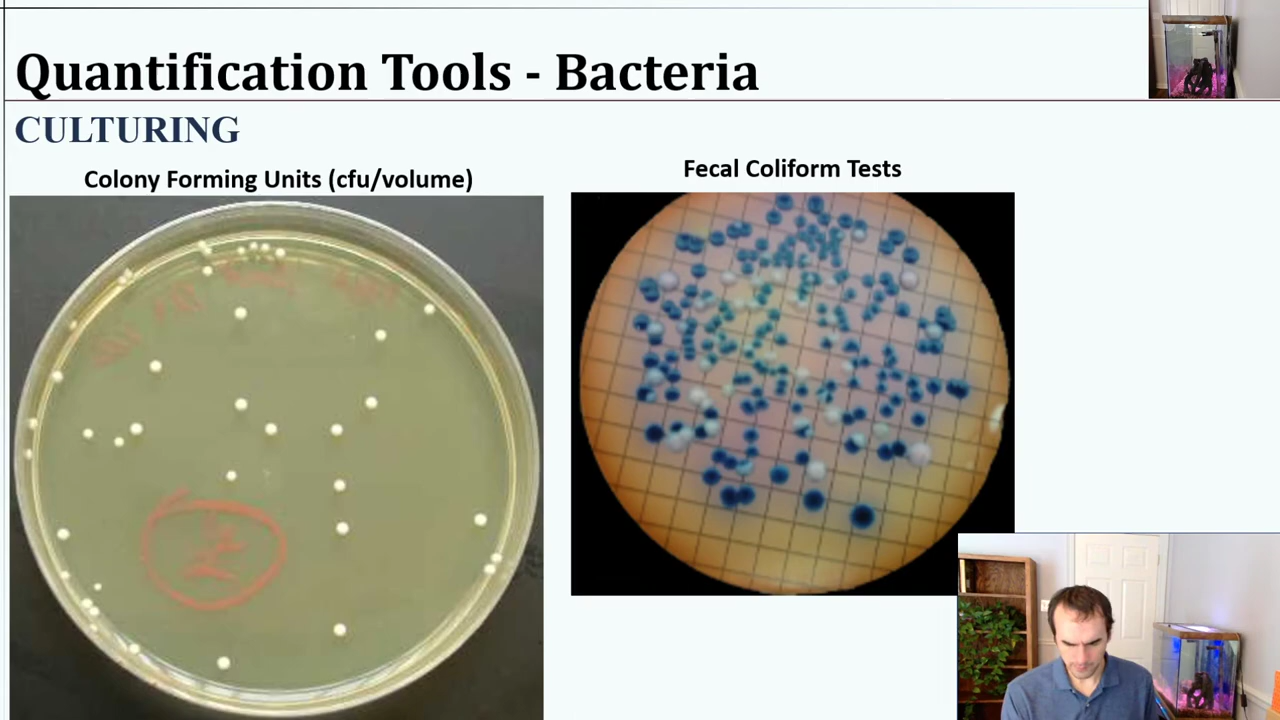 Quantification Tools - Bacteria
CULTURING
Colony Forming Units (cfu/volume)
Fecal Coliform Tests